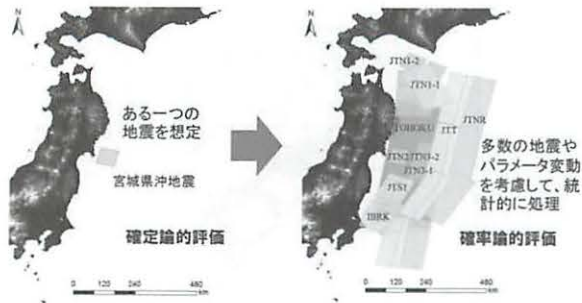 N
ある一つの
地震を想定
宮城県沖地震
確定論的評価
0 120 240 480
km
N
JTN1-2
JTN1-1
JTNR
TOHOKU
JTT
JTN2
JTN3-2
JTN3-1
JTS1
IBRK
多数の地震や
パラメータ変動
を考慮して、統
計的に処理
確率論的評価
0 120 240 480
km